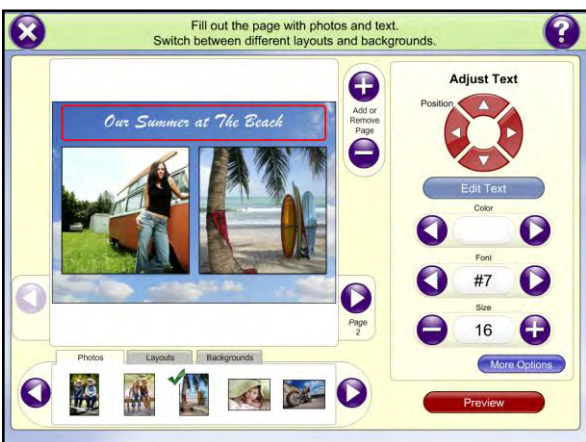 Fill out the page with photos and text.
Switch between different layouts and backgrounds.
?
Our Summer at The Beach
Add or
Remove
Page
Page
2
Adjust Text
Position
Edit Text
Color
Font
#7
Size
16
More Options
Photos
Layouts
Backgrounds
Preview